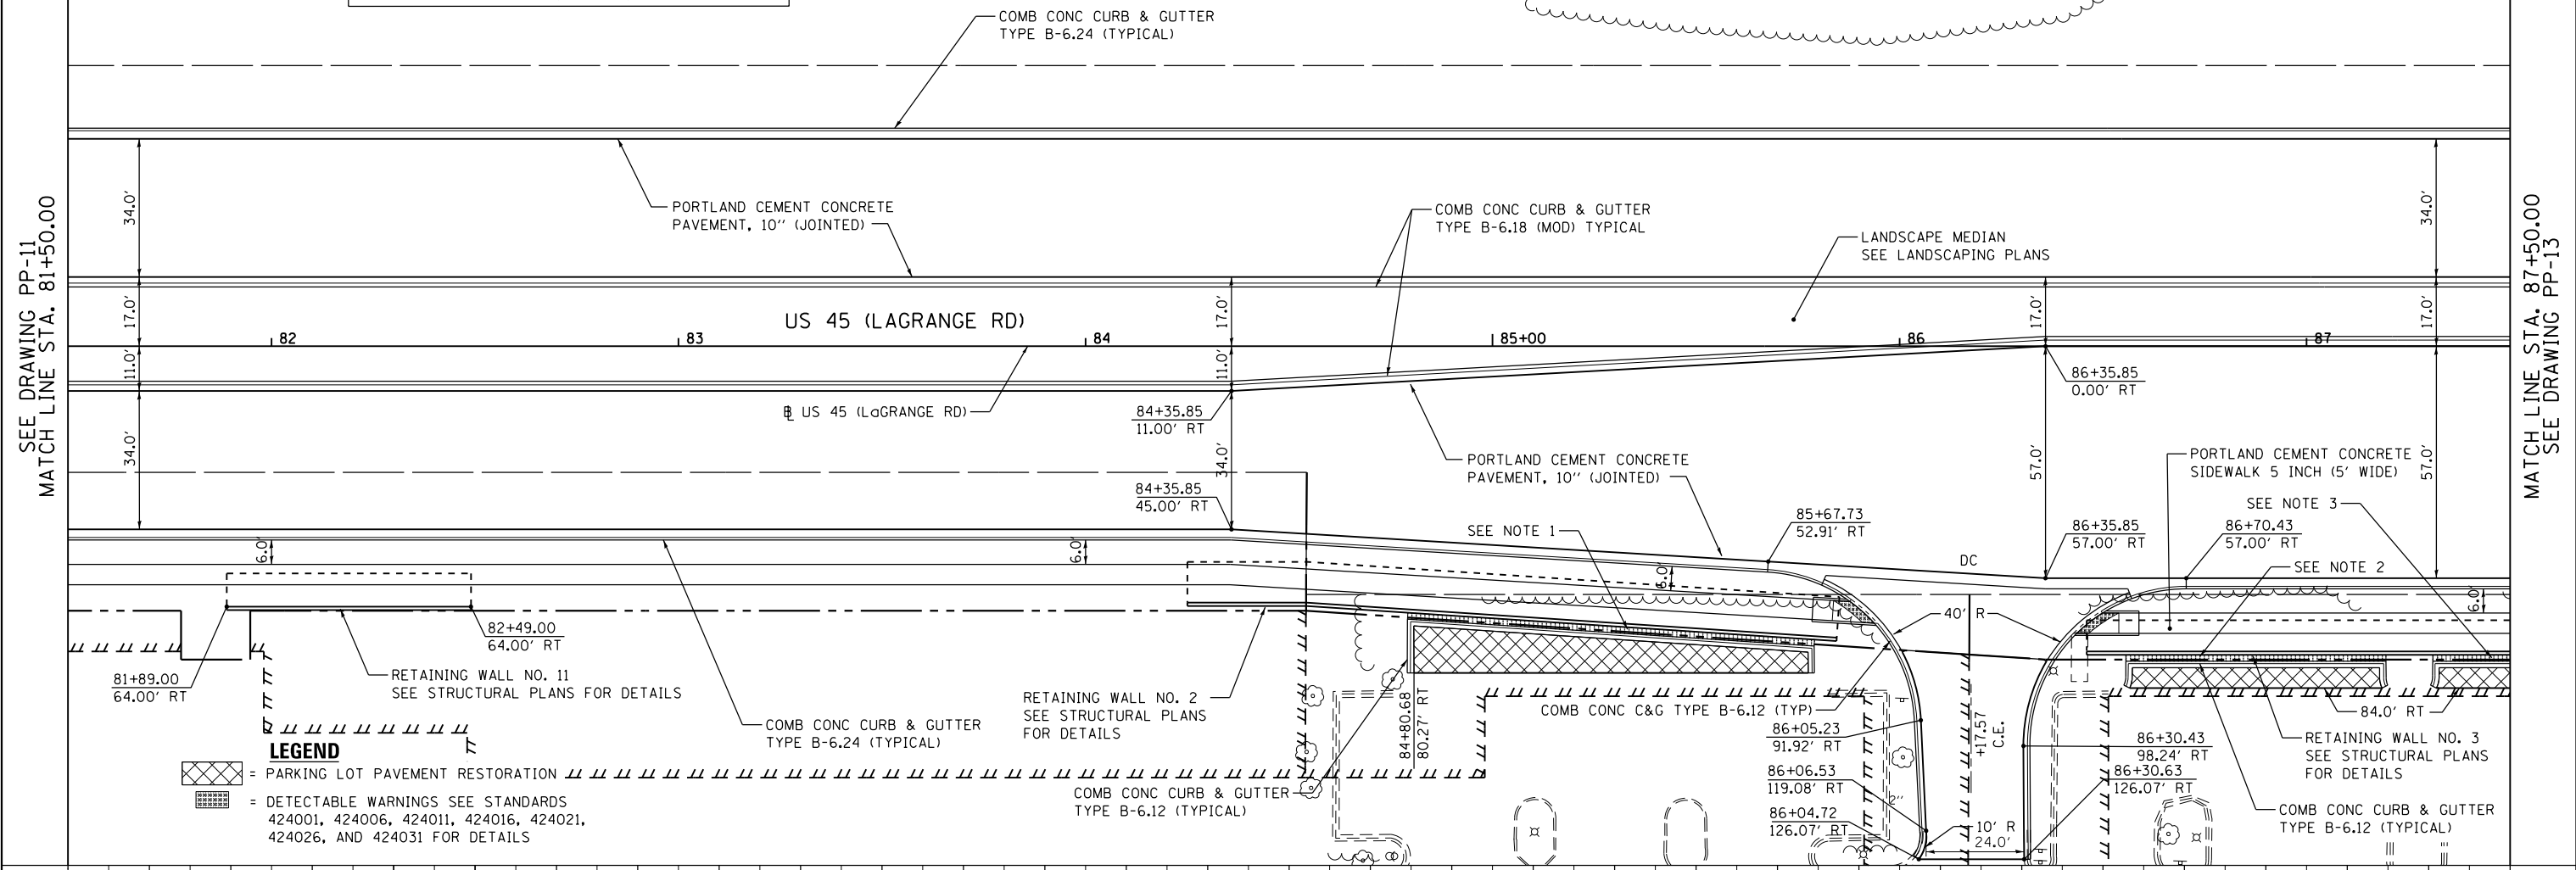 COMB CONC CURB & GUTTER
TYPE B-6.24 (TYPICAL)
SEE DRAWING PP-11
MATCH LINE STA. 81+50.00
34.0'
17.0'
11.0'
34.0'
PORTLAND CEMENT CONCRETE
PAVEMENT, 10'' (JOINTED)
COMB CONC CURB & GUTTER
TYPE B-6.18 (MOD) TYPICAL
LANDSCAPE MEDIAN
SEE LANDSCAPING PLANS
34.0'
17.0'
57.0'
MATCH LINE STA. 87+50.00
SEE DRAWING PP-13
US 45 (LAGRANGE RD)
17.0'
11.0'
34.0'
17.0'
57.0'
82
83
84
85+00
86
87
℄ US 45 (LaGRANGE RD)
84+35.85
11.00' RT
86+35.85
0.00' RT
84+35.85
45.00' RT
PORTLAND CEMENT CONCRETE
PAVEMENT, 10'' (JOINTED)
PORTLAND CEMENT CONCRETE
SIDEWALK 5 INCH (5' WIDE)
SEE NOTE 1
85+67.73
52.91' RT
SEE NOTE 3
86+35.85
57.00' RT
86+70.43
57.00' RT
DC
SEE NOTE 2
6.0'
6.0'
6.0'
6.0'
40' R
82+49.00
64.00' RT
81+89.00
64.00' RT
RETAINING WALL NO. 11
SEE STRUCTURAL PLANS FOR DETAILS
RETAINING WALL NO. 2
SEE STRUCTURAL PLANS
FOR DETAILS
COMB CONC CURB & GUTTER
TYPE B-6.24 (TYPICAL)
84+80.68
80.27' RT
COMB CONC C&G TYPE B-6.12 (TYP)
86+05.23
91.92' RT
+17.57
C.E.
84.0' RT
86+30.43
98.24' RT
RETAINING WALL NO. 3
SEE STRUCTURAL PLANS
FOR DETAILS
LEGEND
= PARKING LOT PAVEMENT RESTORATION
= DETECTABLE WARNINGS SEE STANDARDS
424001, 424006, 424011, 424016, 424021,
424026, AND 424031 FOR DETAILS
COMB CONC CURB & GUTTER
TYPE B-6.12 (TYPICAL)
86+06.53
119.08' RT
86+30.63
126.07' RT
86+04.72
126.07' RT
2''
10' R
24.0'
COMB CONC CURB & GUTTER
TYPE B-6.12 (TYPICAL)